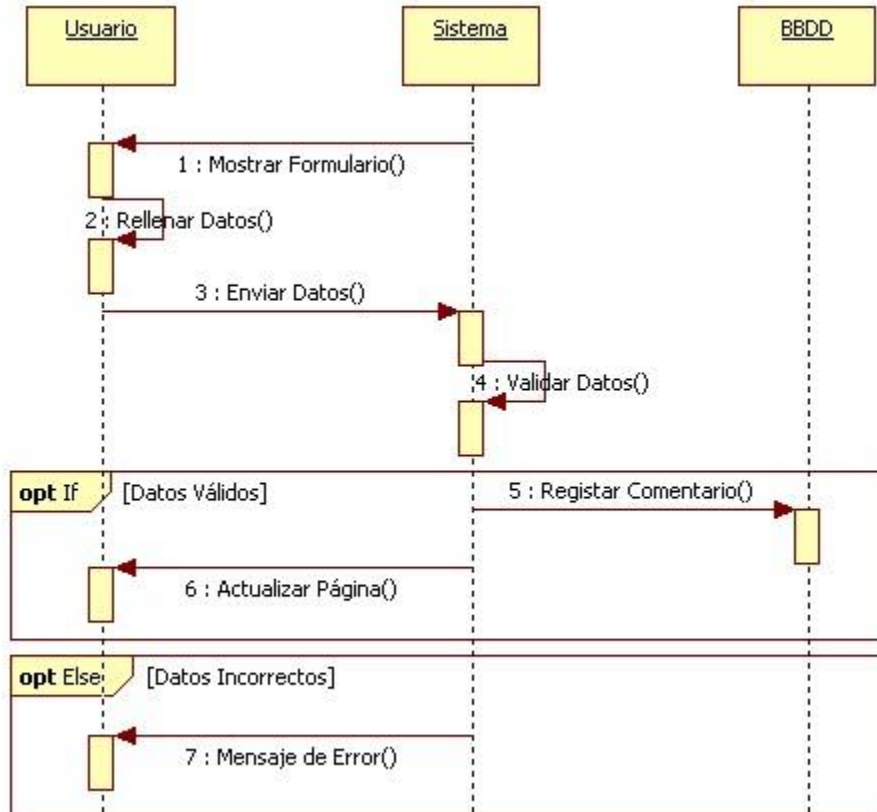 Usuario
Sistema
BBDD
1 : Mostrar Formulario()
2 : Rellenar Datos()
3 : Enviar Datos()
4 : Validar Datos()
opt If [Datos Válidos]
5 : Registar Comentario()
6 : Actualizar Página()
opt Else [Datos Incorrectos]
7 : Mensaje de Error()